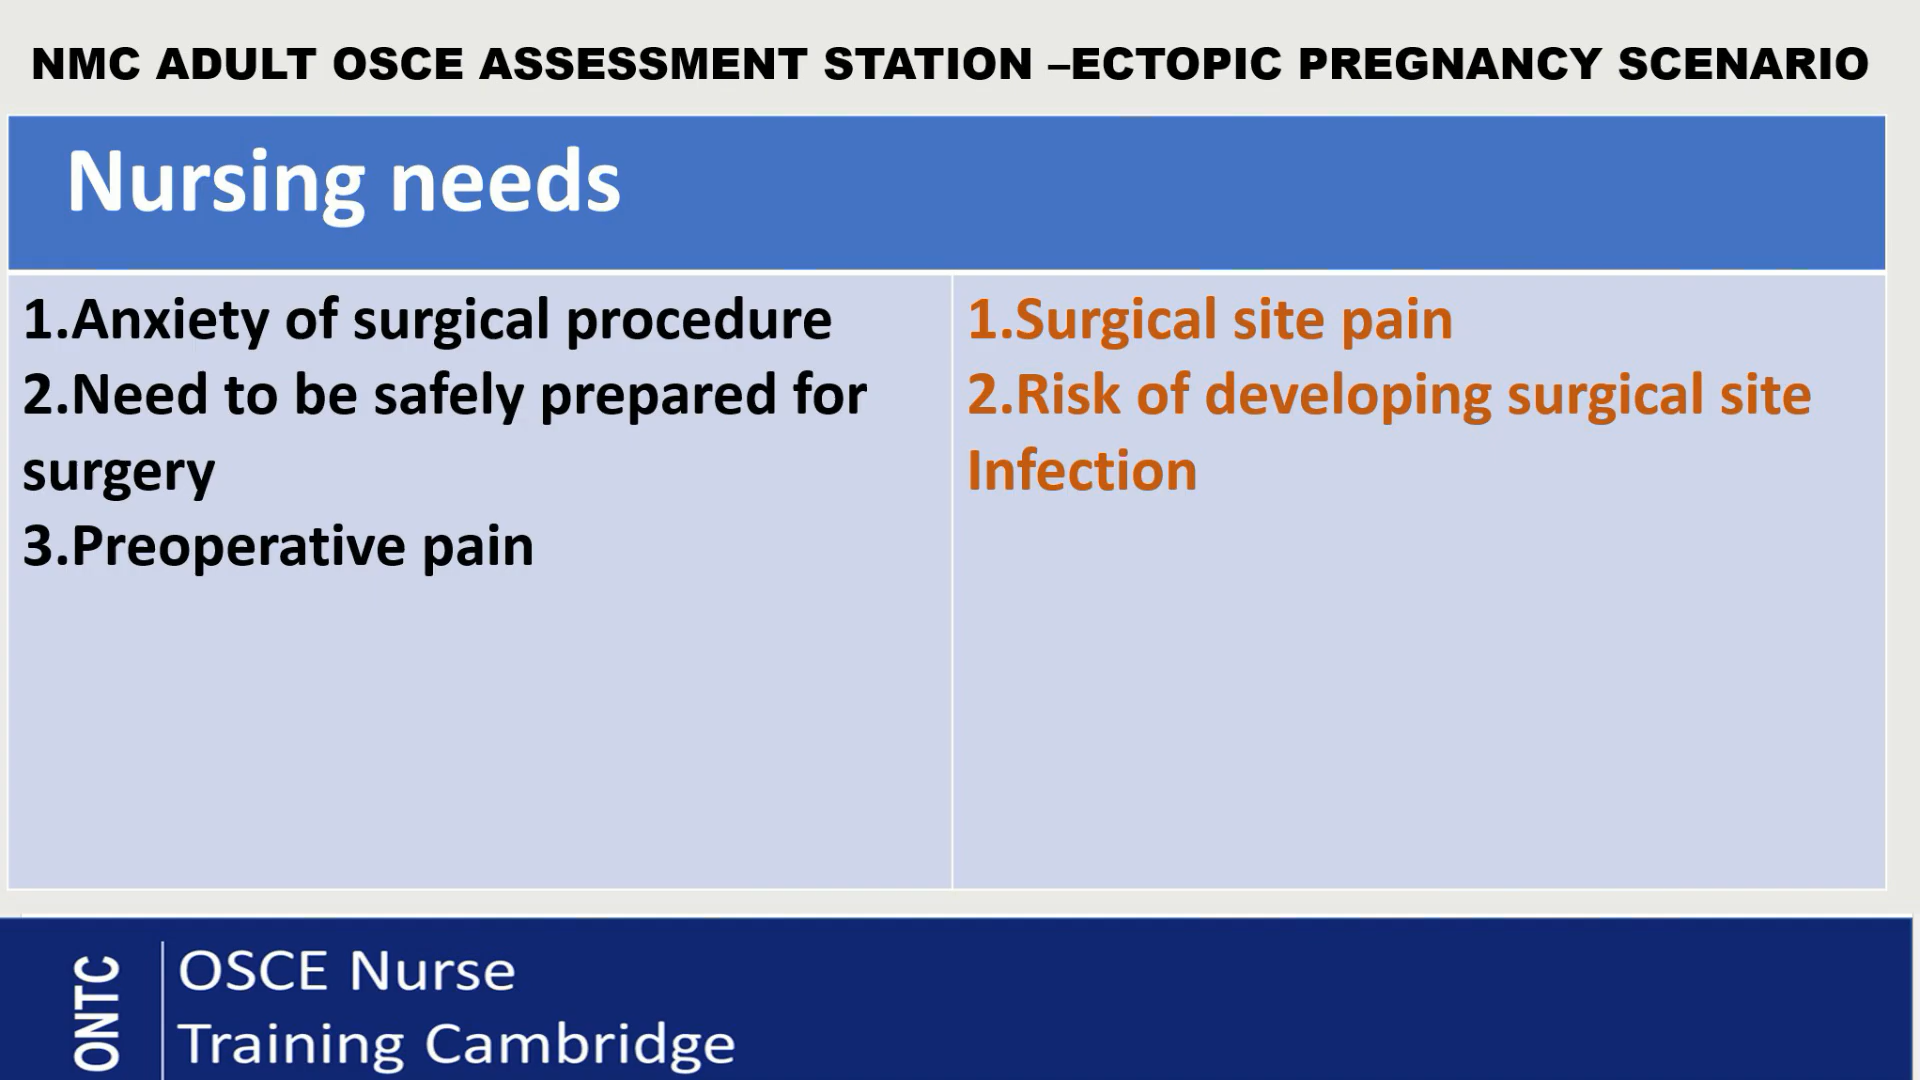 NMC ADULT OSCE ASSESSMENT STATION –ECTOPIC PREGNANCY SCENARIO
Nursing needs
1.Anxiety of surgical procedure
2.Need to be safely prepared for
surgery
3.Preoperative pain
1.Surgical site pain
2.Risk of developing surgical site
Infection
ONTC
OSCE Nurse
Training Cambridge